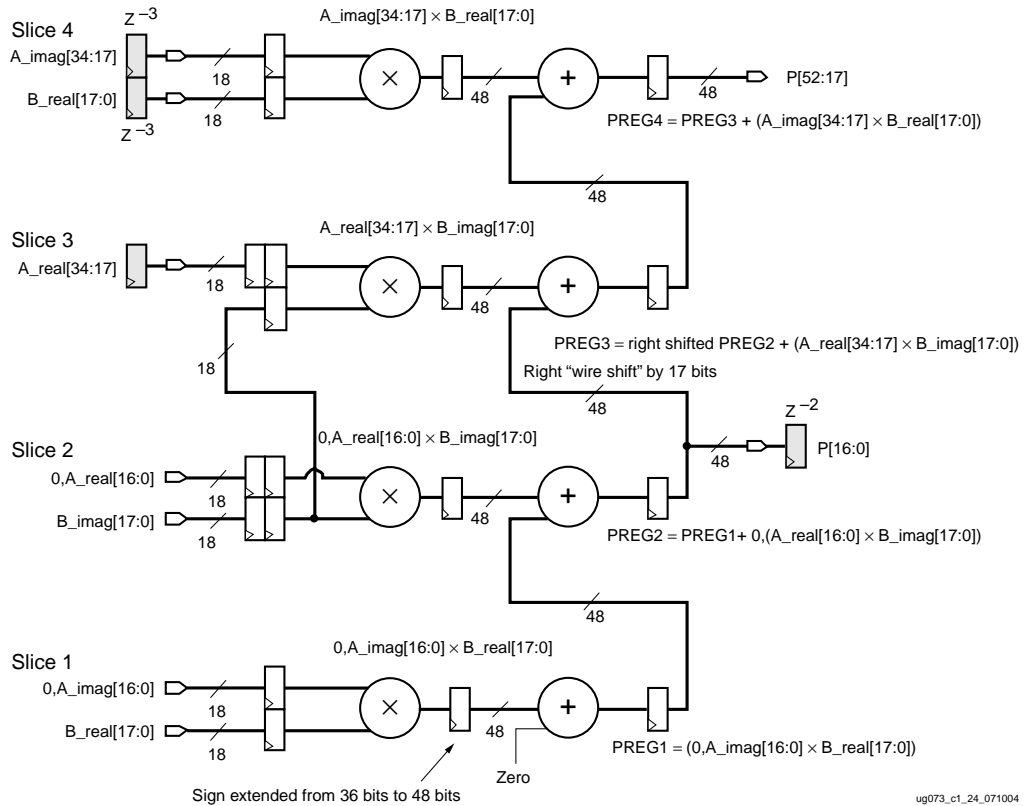 Slice 4
Z –3
A_imag[34:17] × B_real[17:0]
A_imag[34:17]
18
48
48
P[52:17]
B_real[17:0]
18
Z –3
PREG4 = PREG3 + (A_imag[34:17] × B_real[17:0])
48
Slice 3
A_real[34:17] × B_imag[17:0]
A_real[34:17]
18
48
18
PREG3 = right shifted PREG2 + (A_real[34:17] × B_imag[17:0])
Right “wire shift” by 17 bits
48
Z –2
48
P[16:0]
Slice 2
0,A_real[16:0] × B_imag[17:0]
0,A_real[16:0]
18
48
B_imag[17:0]
18
PREG2 = PREG1+ 0,(A_real[16:0] × B_imag[17:0])
48
Slice 1
0,A_imag[16:0] × B_real[17:0]
0,A_imag[16:0]
18
48
B_real[17:0]
18
PREG1 = (0,A_imag[16:0] × B_real[17:0])
Zero
Sign extended from 36 bits to 48 bits
ug073_c1_24_071004